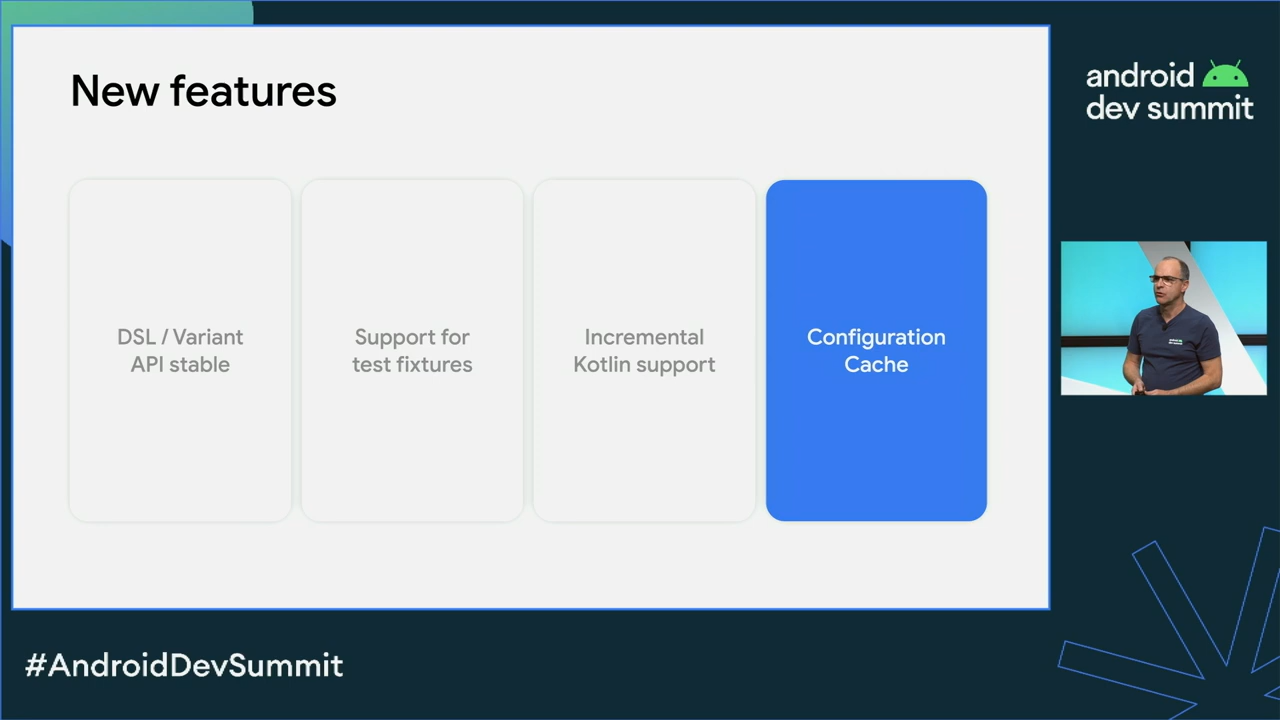 New features
DSL / Variant
API stable
Support for
test fixtures
Incremental
Kotlin support
Configuration
Cache
android
dev summit
#AndroidDevSummit